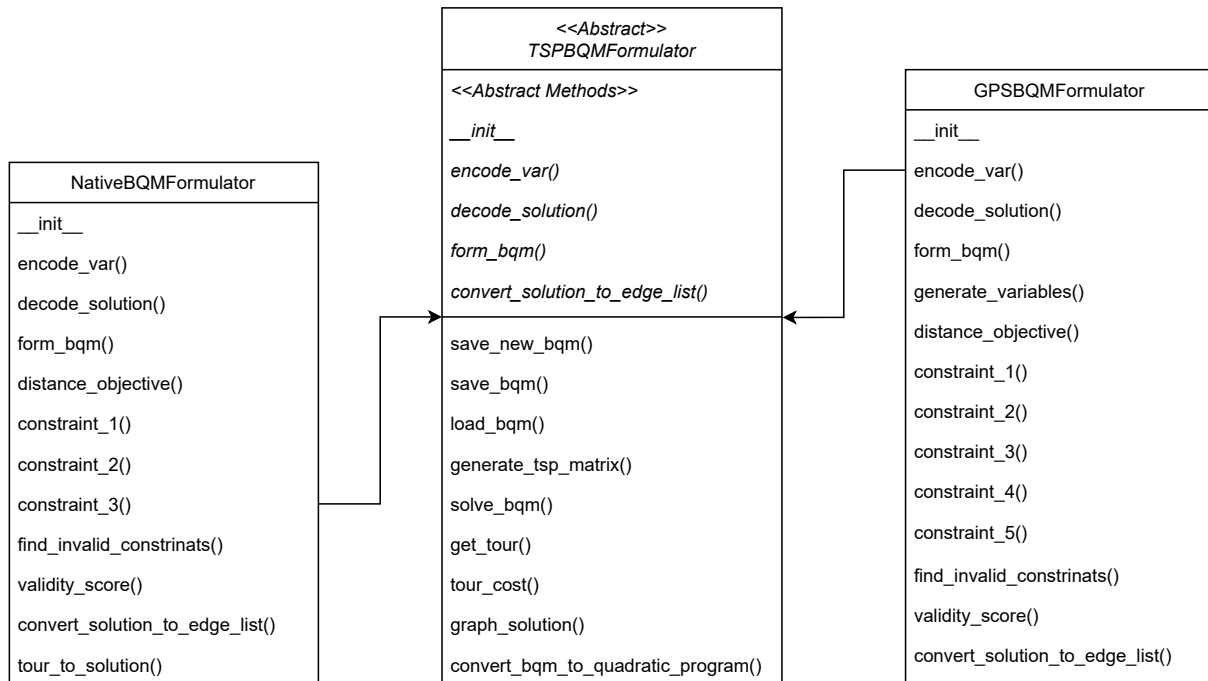 NativeBQMFormulator
__init__
encode_var()
decode_solution()
form_bqm()
distance_objective()
constraint_1()
constraint_2()
constraint_3()
find_invalid_constrinats()
validity_score()
convert_solution_to_edge_list()
tour_to_solution()
<<Abstract>>
TSPBQMFormulator
<<Abstract Methods>>
__init__
encode_var()
decode_solution()
form_bqm()
convert_solution_to_edge_list()
save_new_bqm()
save_bqm()
load_bqm()
generate_tsp_matrix()
solve_bqm()
get_tour()
tour_cost()
graph_solution()
convert_bqm_to_quadratic_program()
GPSBQMFormulator
__init__
encode_var()
decode_solution()
form_bqm()
generate_variables()
distance_objective()
constraint_1()
constraint_2()
constraint_3()
constraint_4()
constraint_5()
find_invalid_constrinats()
validity_score()
convert_solution_to_edge_list()